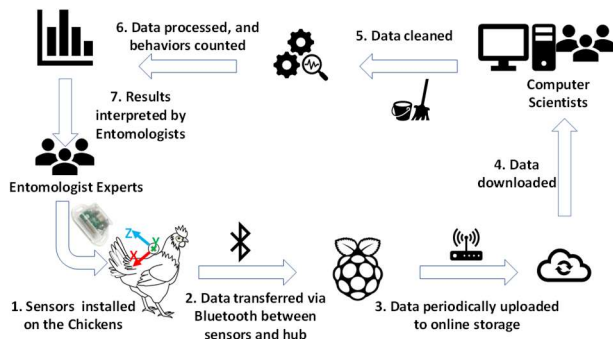 6. Data processed, and
behaviors counted
5. Data cleaned
Computer
Scientists
7. Results
interpreted by
Entomologists
4. Data
downloaded
Entomologist Experts
Z
Y
X
1. Sensors installed
on the Chickens
2. Data transferred via
Bluetooth between
sensors and hub
3. Data periodically uploaded
to online storage